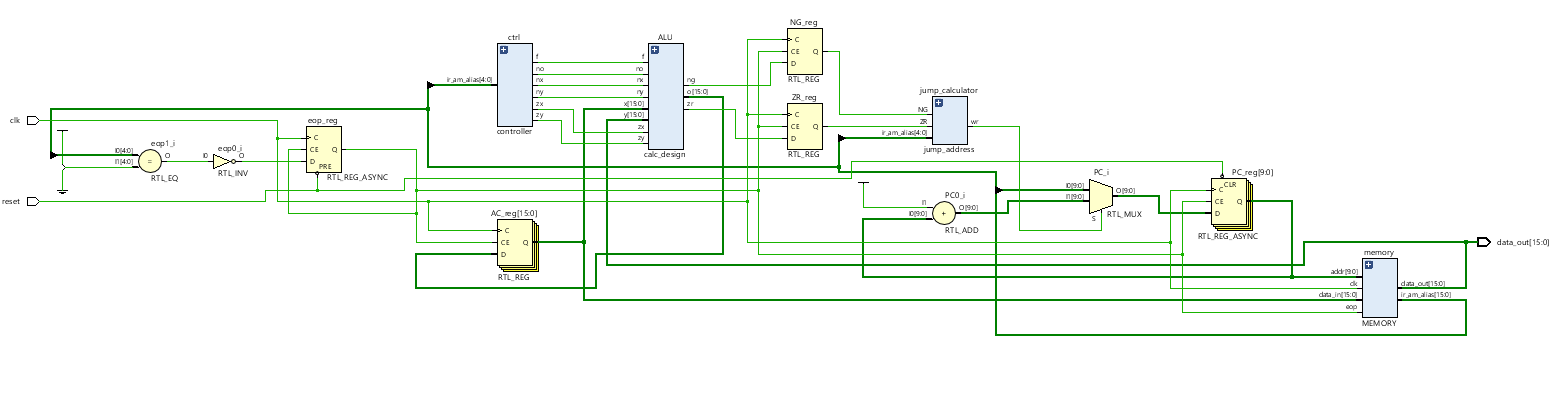 clk
reset
eop1_i
I0[4:0]
I1[4:0]
=
O
RTL_EQ
eop0_i
I0
O
RTL_INV
eop_reg
C
CE
D
Q
PRE
RTL_REG_ASYNC
ctrl
ir_am_alias[4:0]
f
no
nx
ny
zx
zy
controller
ALU
f
no
nx
ry
x[15:0]
y[15:0]
zx
zy
ng
o[15:0]
zr
calc_design
AC_reg[15:0]
C
CE
D
Q
RTL_REG
NG_reg
C
CE
D
Q
RTL_REG
ZR_reg
C
CE
D
Q
RTL_REG
jump_calculator
NG
ZR
ir_am_alias[4:0]
wr
jump_address
PC0_i
I1
I0[9:0]
+
O[9:0]
RTL_ADD
PC_i
I0[9:0]
I1[9:0]
S
O[9:0]
RTL_MUX
PC_reg[9:0]
CLR
C
CE
D
Q
RTL_REG_ASYNC
memory
addr[9:0]
clk
data_in[15:0]
eop
data_out[15:0]
ir_am_alias[15:0]
MEMORY
data_out[15:0]